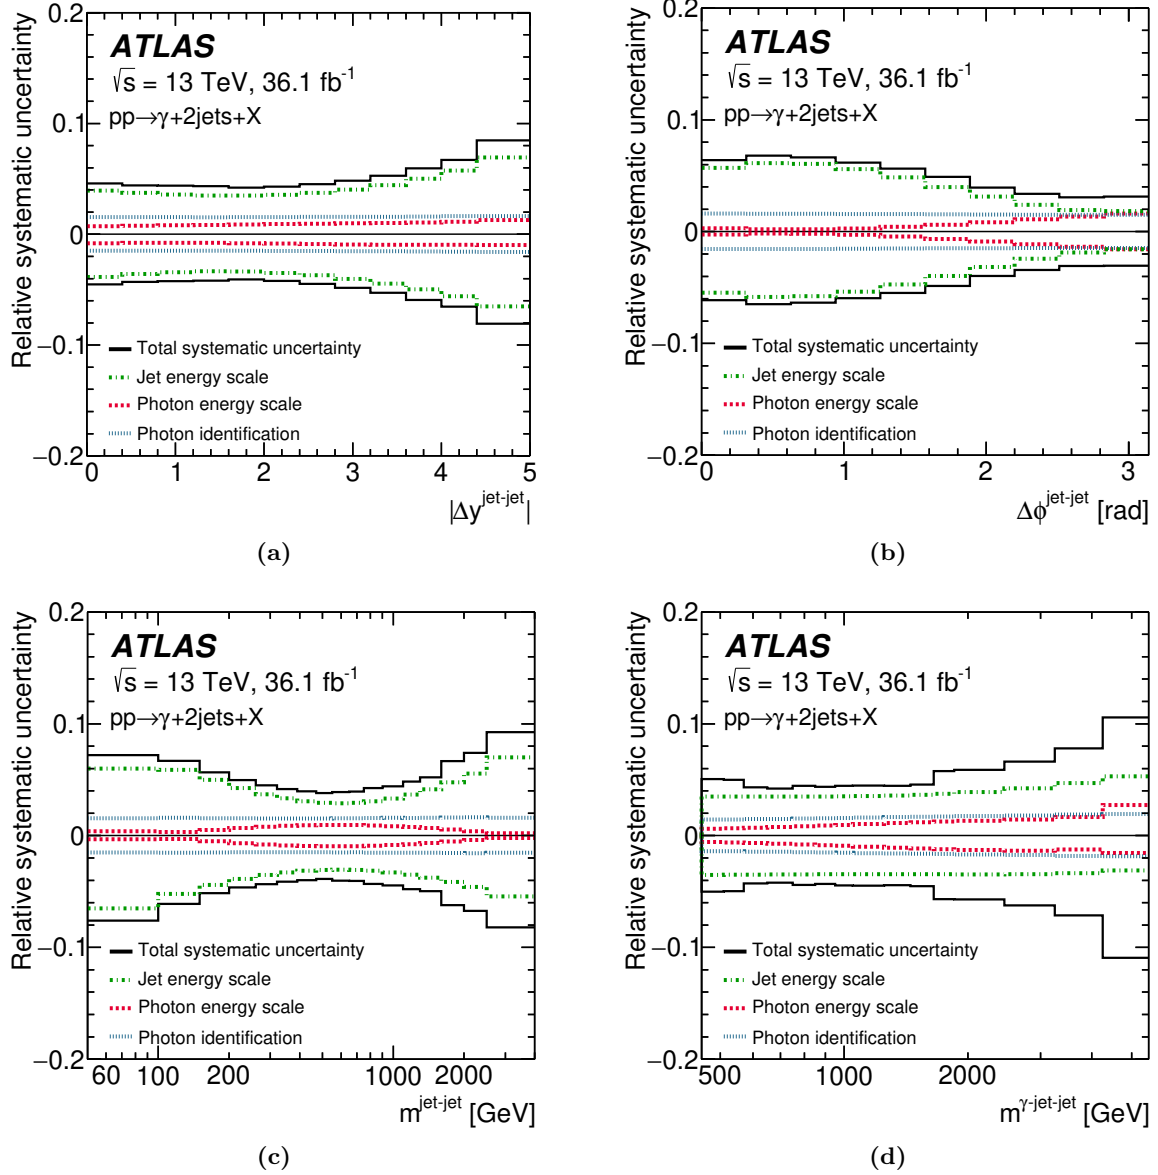 0.2
0.1
0
−0.1
−0.2
Relative systematic uncertainty
ATLAS
√s = 13 TeV, 36.1 fb⁻¹
pp→γ+2jets+X
Total systematic uncertainty
Jet energy scale
Photon energy scale
Photon identification
0 1 2 3 4 5
|Δy^jet-jet|
(a)
0.2
0.1
0
−0.1
−0.2
Relative systematic uncertainty
ATLAS
√s = 13 TeV, 36.1 fb⁻¹
pp→γ+2jets+X
Total systematic uncertainty
Jet energy scale
Photon energy scale
Photon identification
0 1 2 3
Δϕ^jet-jet [rad]
(b)
0.2
0.1
0
−0.1
−0.2
Relative systematic uncertainty
ATLAS
√s = 13 TeV, 36.1 fb⁻¹
pp→γ+2jets+X
Total systematic uncertainty
Jet energy scale
Photon energy scale
Photon identification
60 100 200 1000 2000
m^jet-jet [GeV]
(c)
0.2
0.1
0
−0.1
−0.2
Relative systematic uncertainty
ATLAS
√s = 13 TeV, 36.1 fb⁻¹
pp→γ+2jets+X
Total systematic uncertainty
Jet energy scale
Photon energy scale
Photon identification
500 1000 2000
m^γ-jet-jet [GeV]
(d)